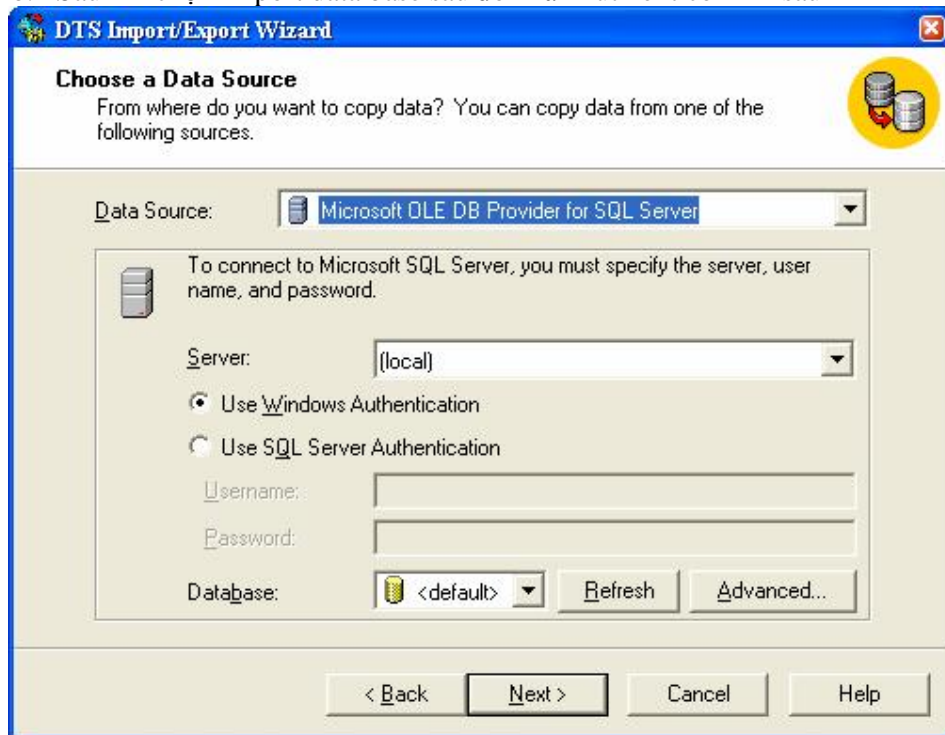 DTS Import/Export Wizard
Choose a Data Source
From where do you want to copy data? You can copy data from one of the
following sources.
Data Source: Microsoft OLE DB Provider for SQL Server
To connect to Microsoft SQL Server, you must specify the server, user
name, and password.
Server: (local)
Use Windows Authentication
Use SQL Server Authentication
Username:
Password:
Database: <default> Refresh Advanced...
< Back Next > Cancel Help